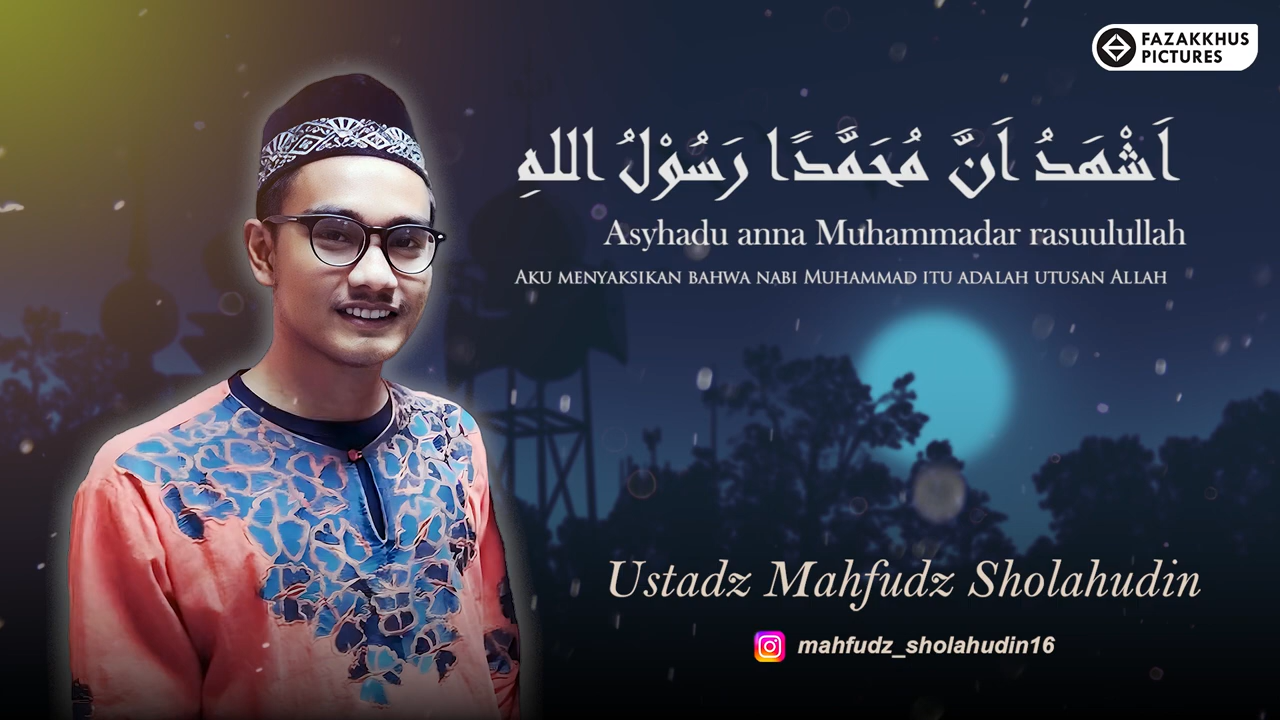 FAZAKKHUS
PICTURES
اَشْهَدُ اَنَّ مُحَمَّدًا رَسُوْلُ اللهِ
Asyhadu anna Muhammadar rasuulullah
Aku menyaksikan bahwa nabi Muhammad itu adalah utusan Allah
Ustadz Mahfudz Sholahudin
mahfudz_sholahudin16